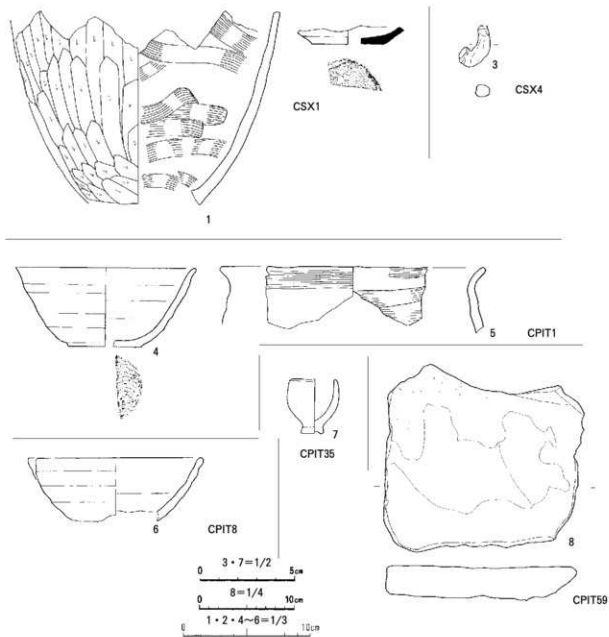 CSX1
3
CSX4
1
4
5
CPIT1
7
CPIT35
6
CPIT8
8
CPIT59
3・7=1/2
0 5cm
8=1/4
0 10cm
1・2・4〜6=1/3
0 10cm